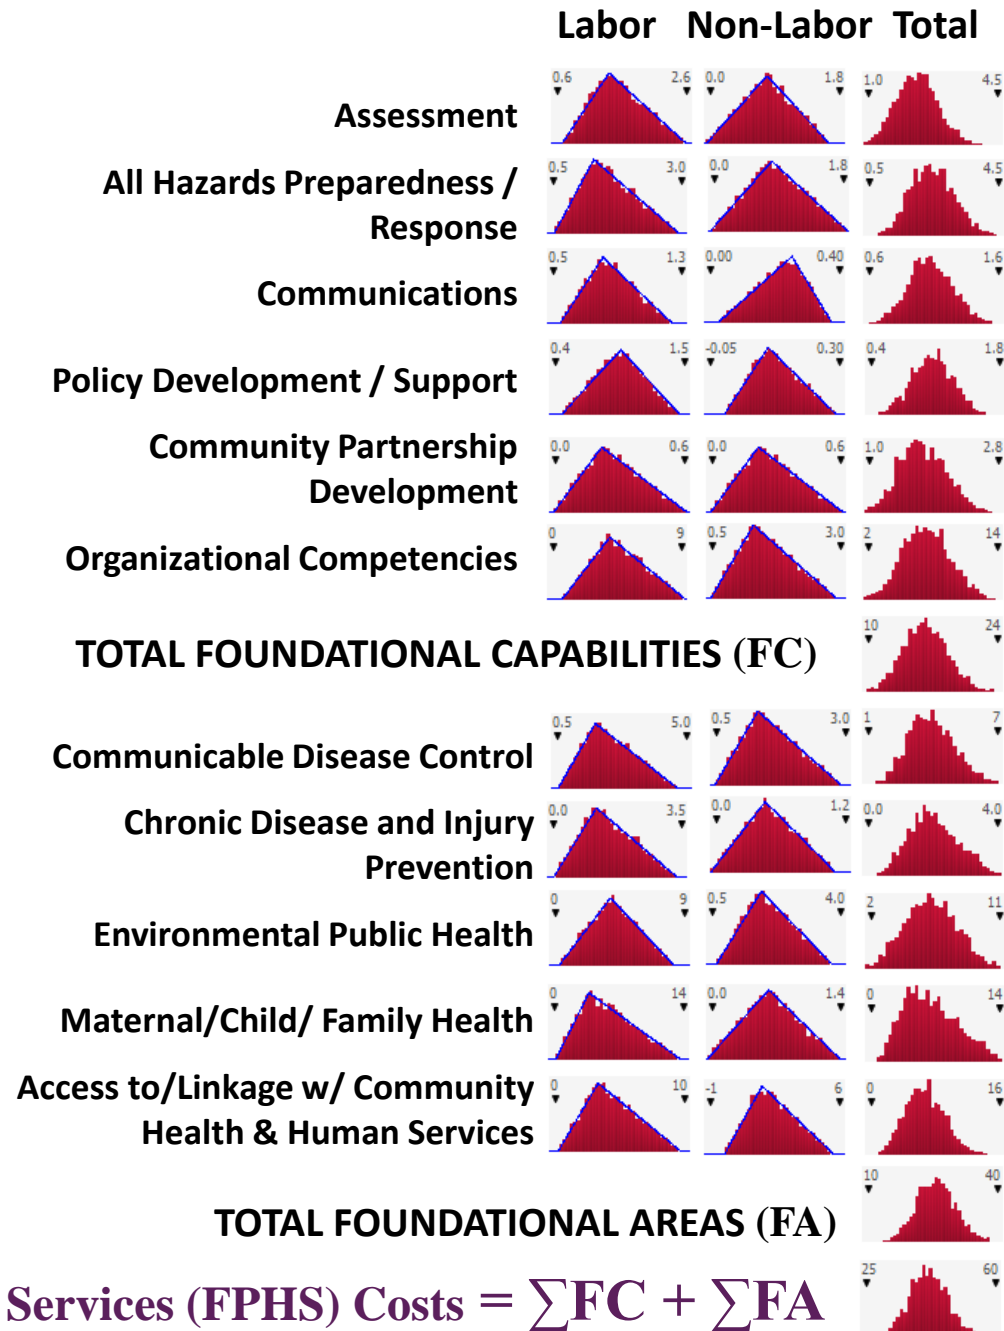 Labor Non-Labor Total
Assessment
0.6 2.6 0.0 1.8 1.0 4.5
All Hazards Preparedness /
Response
0.5 3.0 0.0 1.8 0.5 4.5
Communications
0.5 1.3 0.00 0.40 0.6 1.6
Policy Development / Support
0.4 1.5 -0.05 0.30 0.4 1.8
Community Partnership
Development
0.0 0.6 0.0 0.6 1.0 2.8
Organizational Competencies
0 9 0.5 3.0 2 14
TOTAL FOUNDATIONAL CAPABILITIES (FC)
10 24
Communicable Disease Control
0.5 5.0 0.5 3.0 1 7
Chronic Disease and Injury
Prevention
0.0 3.5 0.0 1.2 0.0 4.0
Environmental Public Health
0 9 0.5 4.0 2 11
Maternal/Child/ Family Health
0 14 0.0 1.4 0 14
Access to/Linkage w/ Community
Health & Human Services
0 10 -1 6 0 16
TOTAL FOUNDATIONAL AREAS (FA)
10 40
Services (FPHS) Costs = ∑FC + ∑FA
25 60